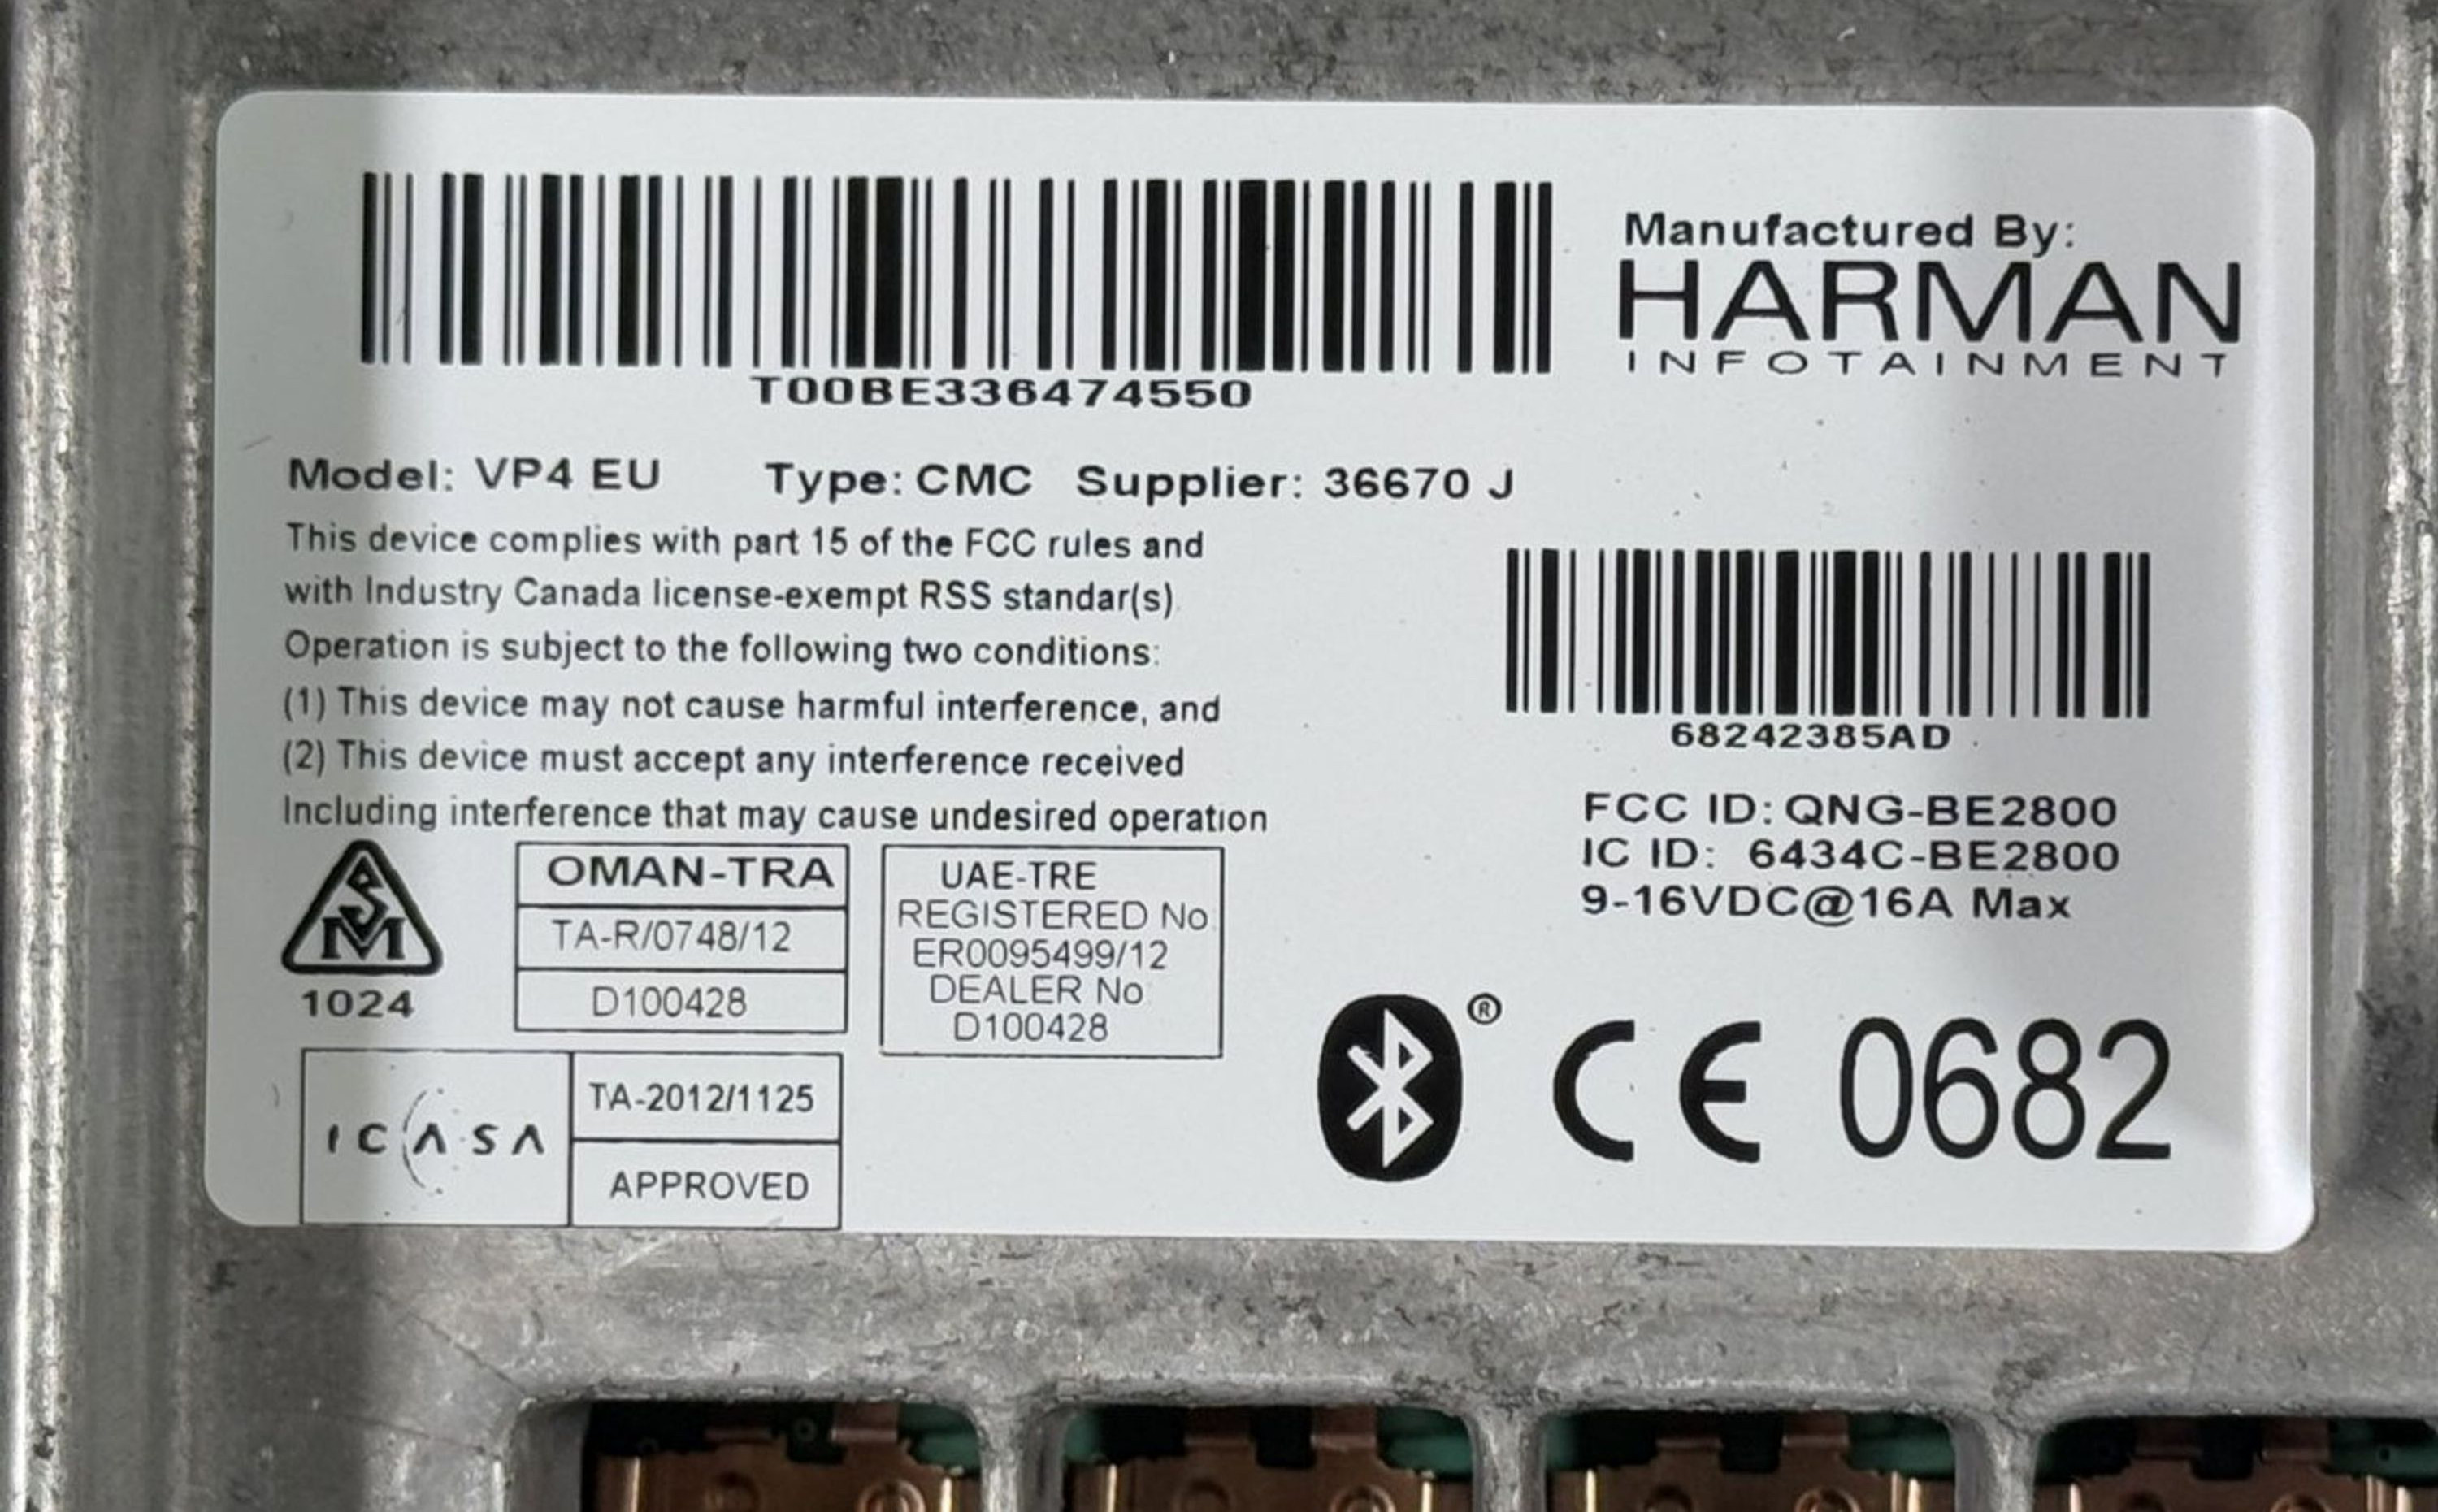 T00BE336474550
Manufactured By:
HARMAN
INFOTAINMENT
Model: VP4 EU Type: CMC Supplier: 36670 J
This device complies with part 15 of the FCC rules and
with Industry Canada license-exempt RSS standar(s).
Operation is subject to the following two conditions:
(1) This device may not cause harmful interference, and
(2) This device must accept any interference received
Including interference that may cause undesired operation
68242385AD
FCC ID: QNG-BE2800
IC ID: 6434C-BE2800
9-16VDC@16A Max
SM
1024
OMAN-TRA
TA-R/0748/12
D100428
UAE-TRE
REGISTERED No
ER0095499/12
DEALER No
D100428
ICASA
TA-2012/1125
APPROVED
® CE 0682